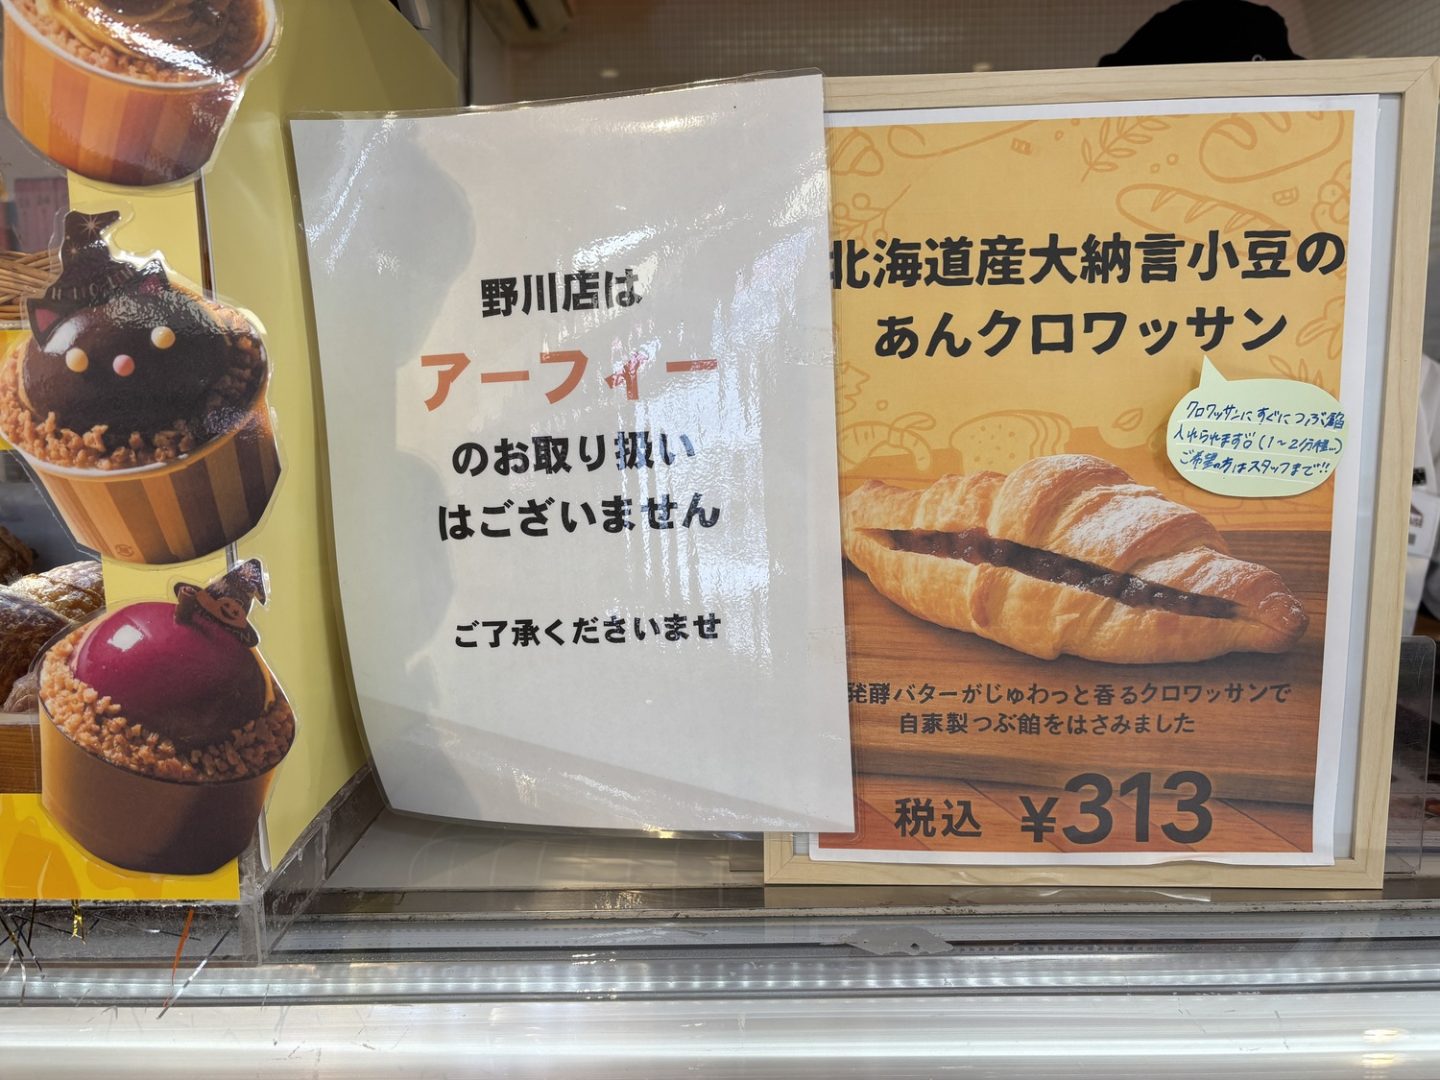 野川店は
アーフィー
のお取り扱い
はございません
ご了承くださいませ
北海道産大納言小豆の
あんクロワッサン
クロワッサンにすぐにつぶ餡
入れられます♡(1〜2分程…)
ご希望の方はスタッフまで!!
発酵バターがじゅわっと香るクロワッサンで
自家製つぶ餡をはさみました
税込 ¥313